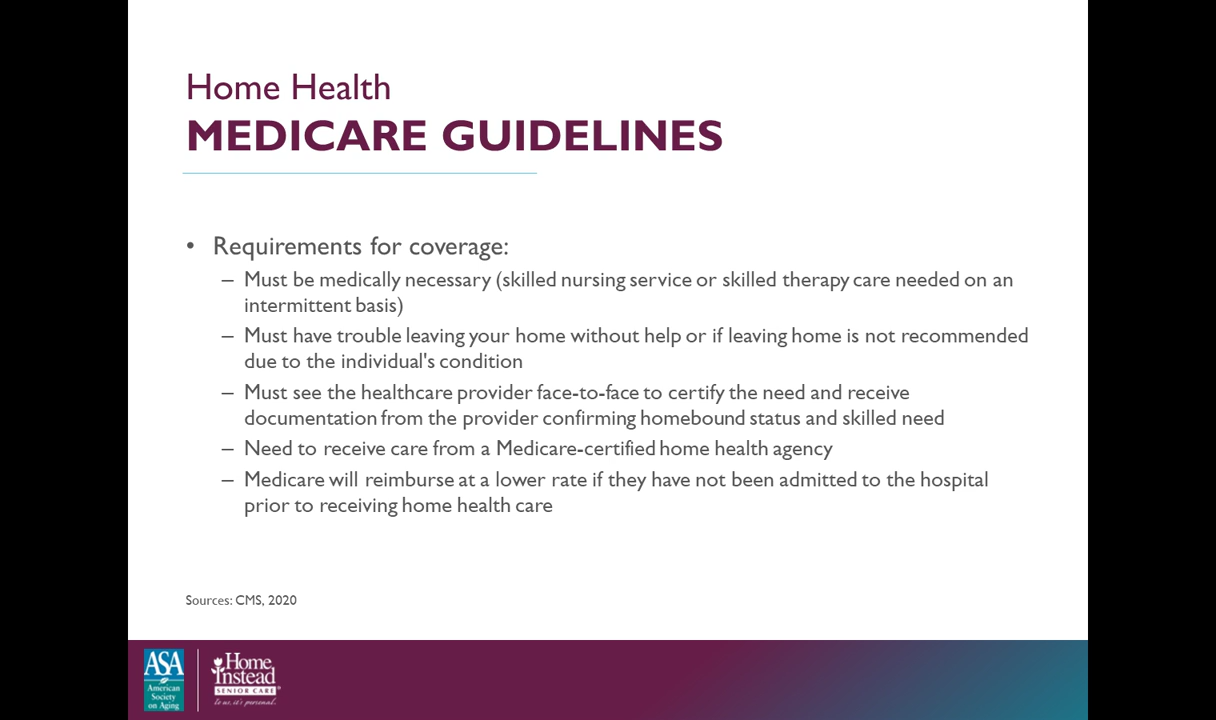 Home Health
MEDICARE GUIDELINES
• Requirements for coverage:
– Must be medically necessary (skilled nursing service or skilled therapy care needed on an
intermittent basis)
– Must have trouble leaving your home without help or if leaving home is not recommended
due to the individual's condition
– Must see the healthcare provider face-to-face to certify the need and receive
documentation from the provider confirming homebound status and skilled need
– Need to receive care from a Medicare-certified home health agency
– Medicare will reimburse at a lower rate if they have not been admitted to the hospital
prior to receiving home health care
Sources: CMS, 2020
ASA
American
Society
on Aging
Home
Instead
SENIOR CARE
to us, it's personal.